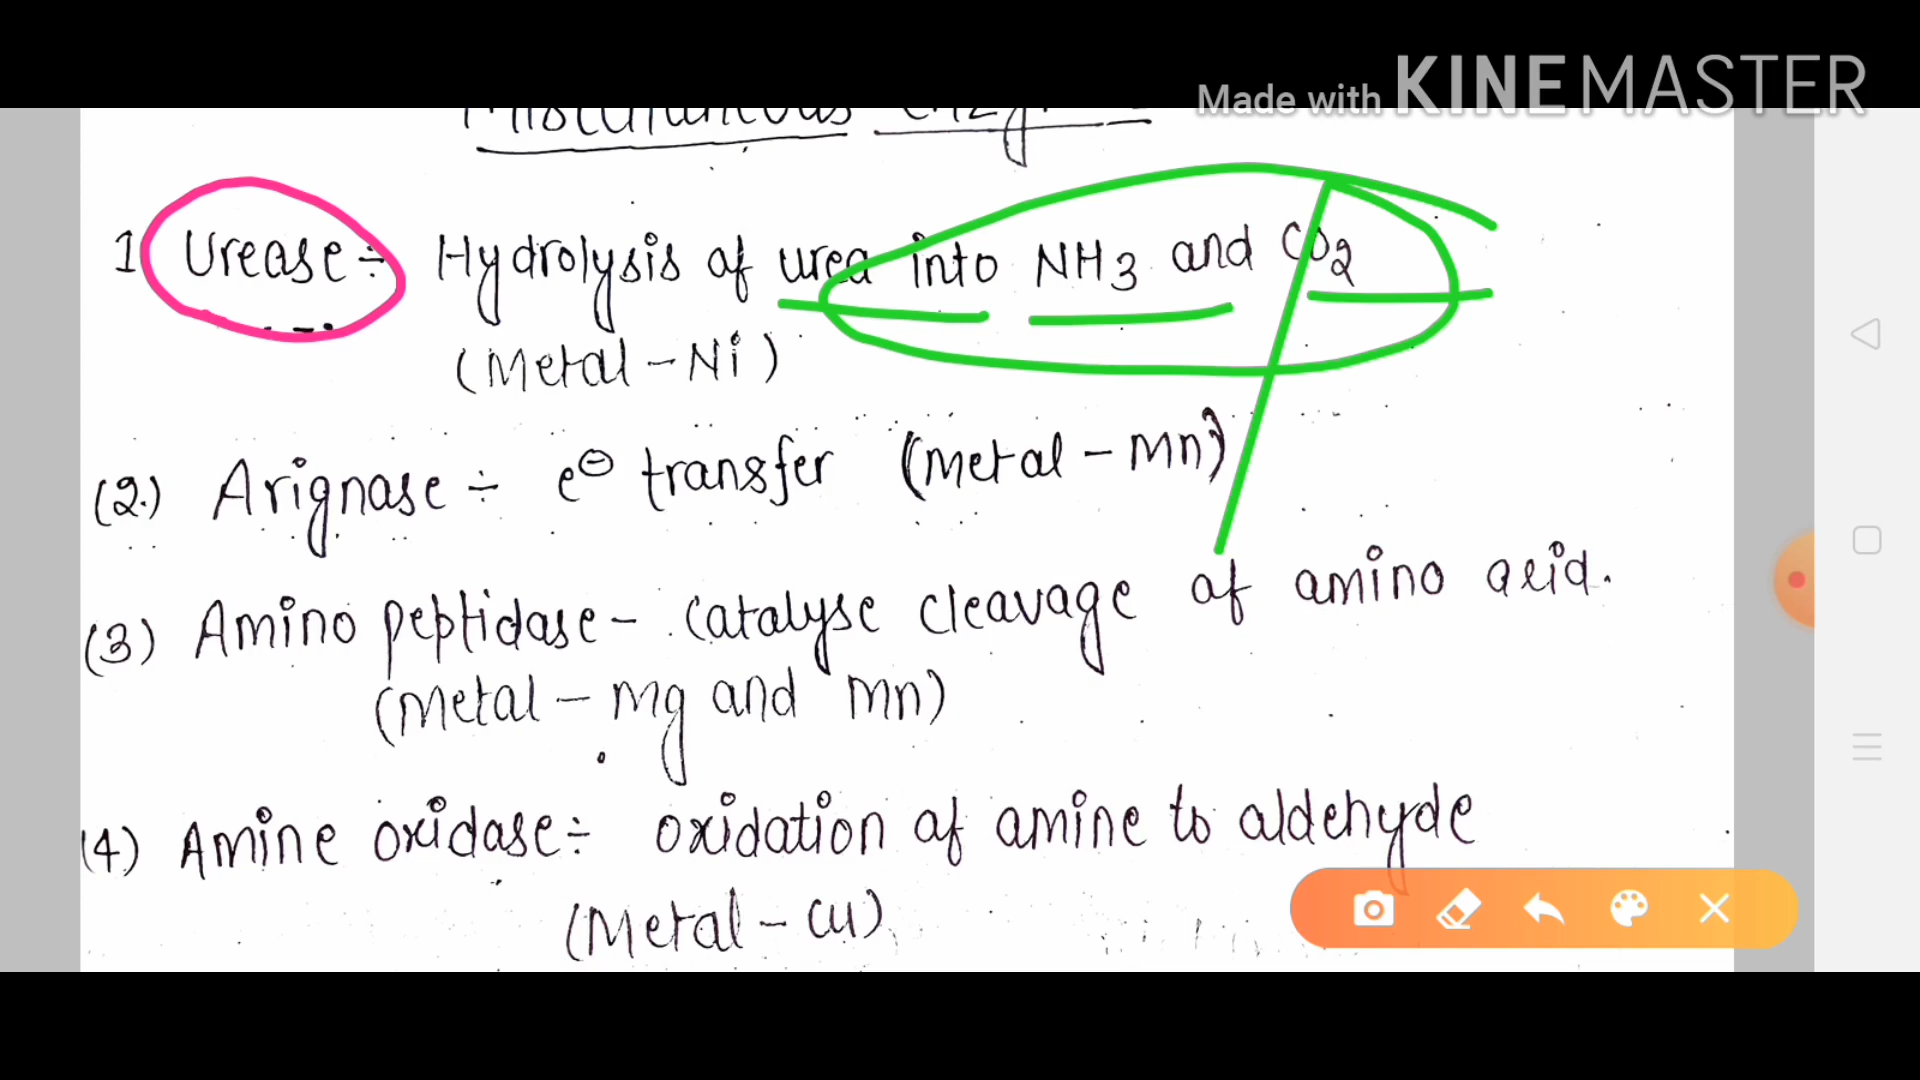 Made with KINEMASTER
Miscellaneous
1 Urease ÷ Hydrolysis of urea into NH3 and CO2
(Metal - Ni)
(2.) Arignase ÷ e⊖ transfer (Metal - Mn)
(3) Amino peptidase - catalyse cleavage of amino acid.
(Metal - Mg and Mn)
(4) Amine oxidase ÷ oxidation of amine to aldehyde
(Metal - Cu)